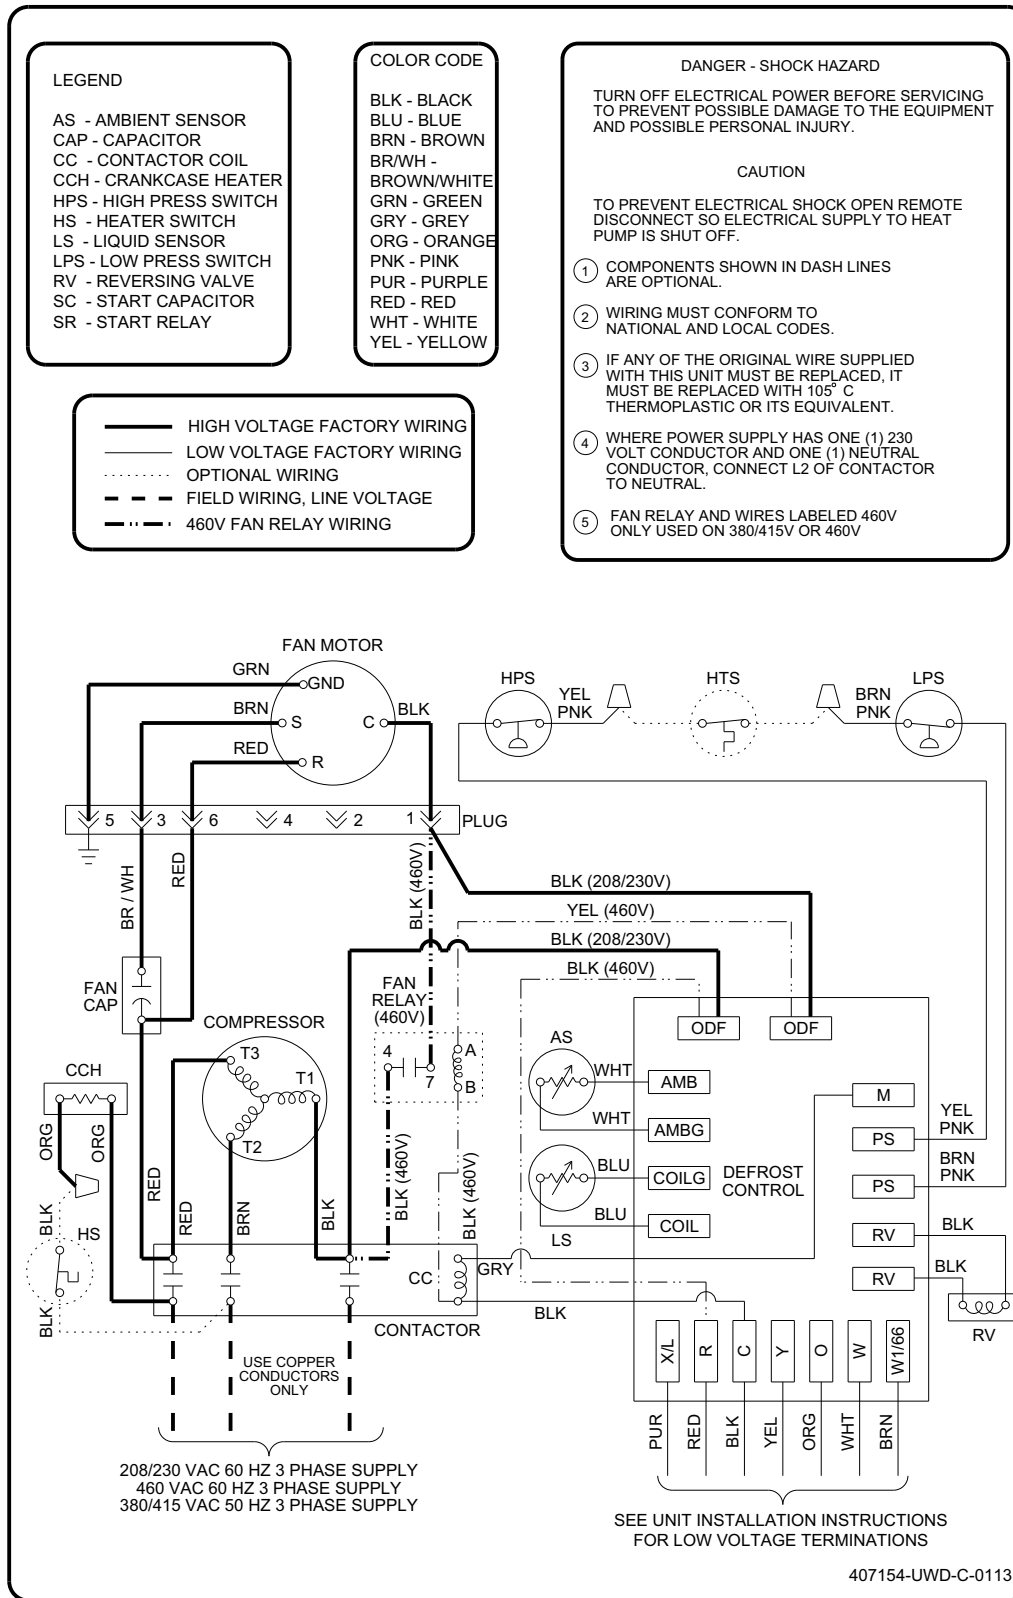 LEGEND
AS - AMBIENT SENSOR
CAP - CAPACITOR
CC - CONTACTOR COIL
CCH - CRANKCASE HEATER
HPS - HIGH PRESS SWITCH
HS - HEATER SWITCH
LS - LIQUID SENSOR
LPS - LOW PRESS SWITCH
RV - REVERSING VALVE
SC - START CAPACITOR
SR - START RELAY
COLOR CODE
BLK - BLACK
BLU - BLUE
BRN - BROWN
BR/WH -
BROWN/WHITE
GRN - GREEN
GRY - GREY
ORG - ORANGE
PNK - PINK
PUR - PURPLE
RED - RED
WHT - WHITE
YEL - YELLOW
DANGER - SHOCK HAZARD
TURN OFF ELECTRICAL POWER BEFORE SERVICING
TO PREVENT POSSIBLE DAMAGE TO THE EQUIPMENT
AND POSSIBLE PERSONAL INJURY.
CAUTION
TO PREVENT ELECTRICAL SHOCK OPEN REMOTE
DISCONNECT SO ELECTRICAL SUPPLY TO HEAT
PUMP IS SHUT OFF.
1 COMPONENTS SHOWN IN DASH LINES
ARE OPTIONAL.
2 WIRING MUST CONFORM TO
NATIONAL AND LOCAL CODES.
3 IF ANY OF THE ORIGINAL WIRE SUPPLIED
WITH THIS UNIT MUST BE REPLACED, IT
MUST BE REPLACED WITH 105° C
THERMOPLASTIC OR ITS EQUIVALENT.
4 WHERE POWER SUPPLY HAS ONE (1) 230
VOLT CONDUCTOR AND ONE (1) NEUTRAL
CONDUCTOR, CONNECT L2 OF CONTACTOR
TO NEUTRAL.
5 FAN RELAY AND WIRES LABELED 460V
ONLY USED ON 380/415V OR 460V
HIGH VOLTAGE FACTORY WIRING
LOW VOLTAGE FACTORY WIRING
OPTIONAL WIRING
FIELD WIRING, LINE VOLTAGE
460V FAN RELAY WIRING
FAN MOTOR
GRN
GND
BRN
S
C
BLK
RED
R
HPS
YEL
PNK
HTS
BRN
PNK
LPS
5
3
6
4
2
1
PLUG
BR / WH
RED
BLK (460V)
BLK (208/230V)
YEL (460V)
BLK (208/230V)
BLK (460V)
FAN
CAP
FAN
RELAY
(460V)
4
7
A
B
COMPRESSOR
T3
T1
T2
CCH
ORG
ORG
BLK
HS
BLK
RED
RED
BRN
BLK
BLK (460V)
BLK (460V)
CC
GRY
BLK
CONTACTOR
USE COPPER
CONDUCTORS
ONLY
208/230 VAC 60 HZ 3 PHASE SUPPLY
460 VAC 60 HZ 3 PHASE SUPPLY
380/415 VAC 50 HZ 3 PHASE SUPPLY
ODF
ODF
AS
WHT
AMB
WHT
AMBG
BLU
COILG
BLU
COIL
LS
DEFROST
CONTROL
M
PS
YEL
PNK
PS
BRN
PNK
RV
BLK
RV
BLK
RV
X/L
R
C
Y
O
W
W1/66
PUR
RED
BLK
YEL
ORG
WHT
BRN
SEE UNIT INSTALLATION INSTRUCTIONS
FOR LOW VOLTAGE TERMINATIONS
407154-UWD-C-0113